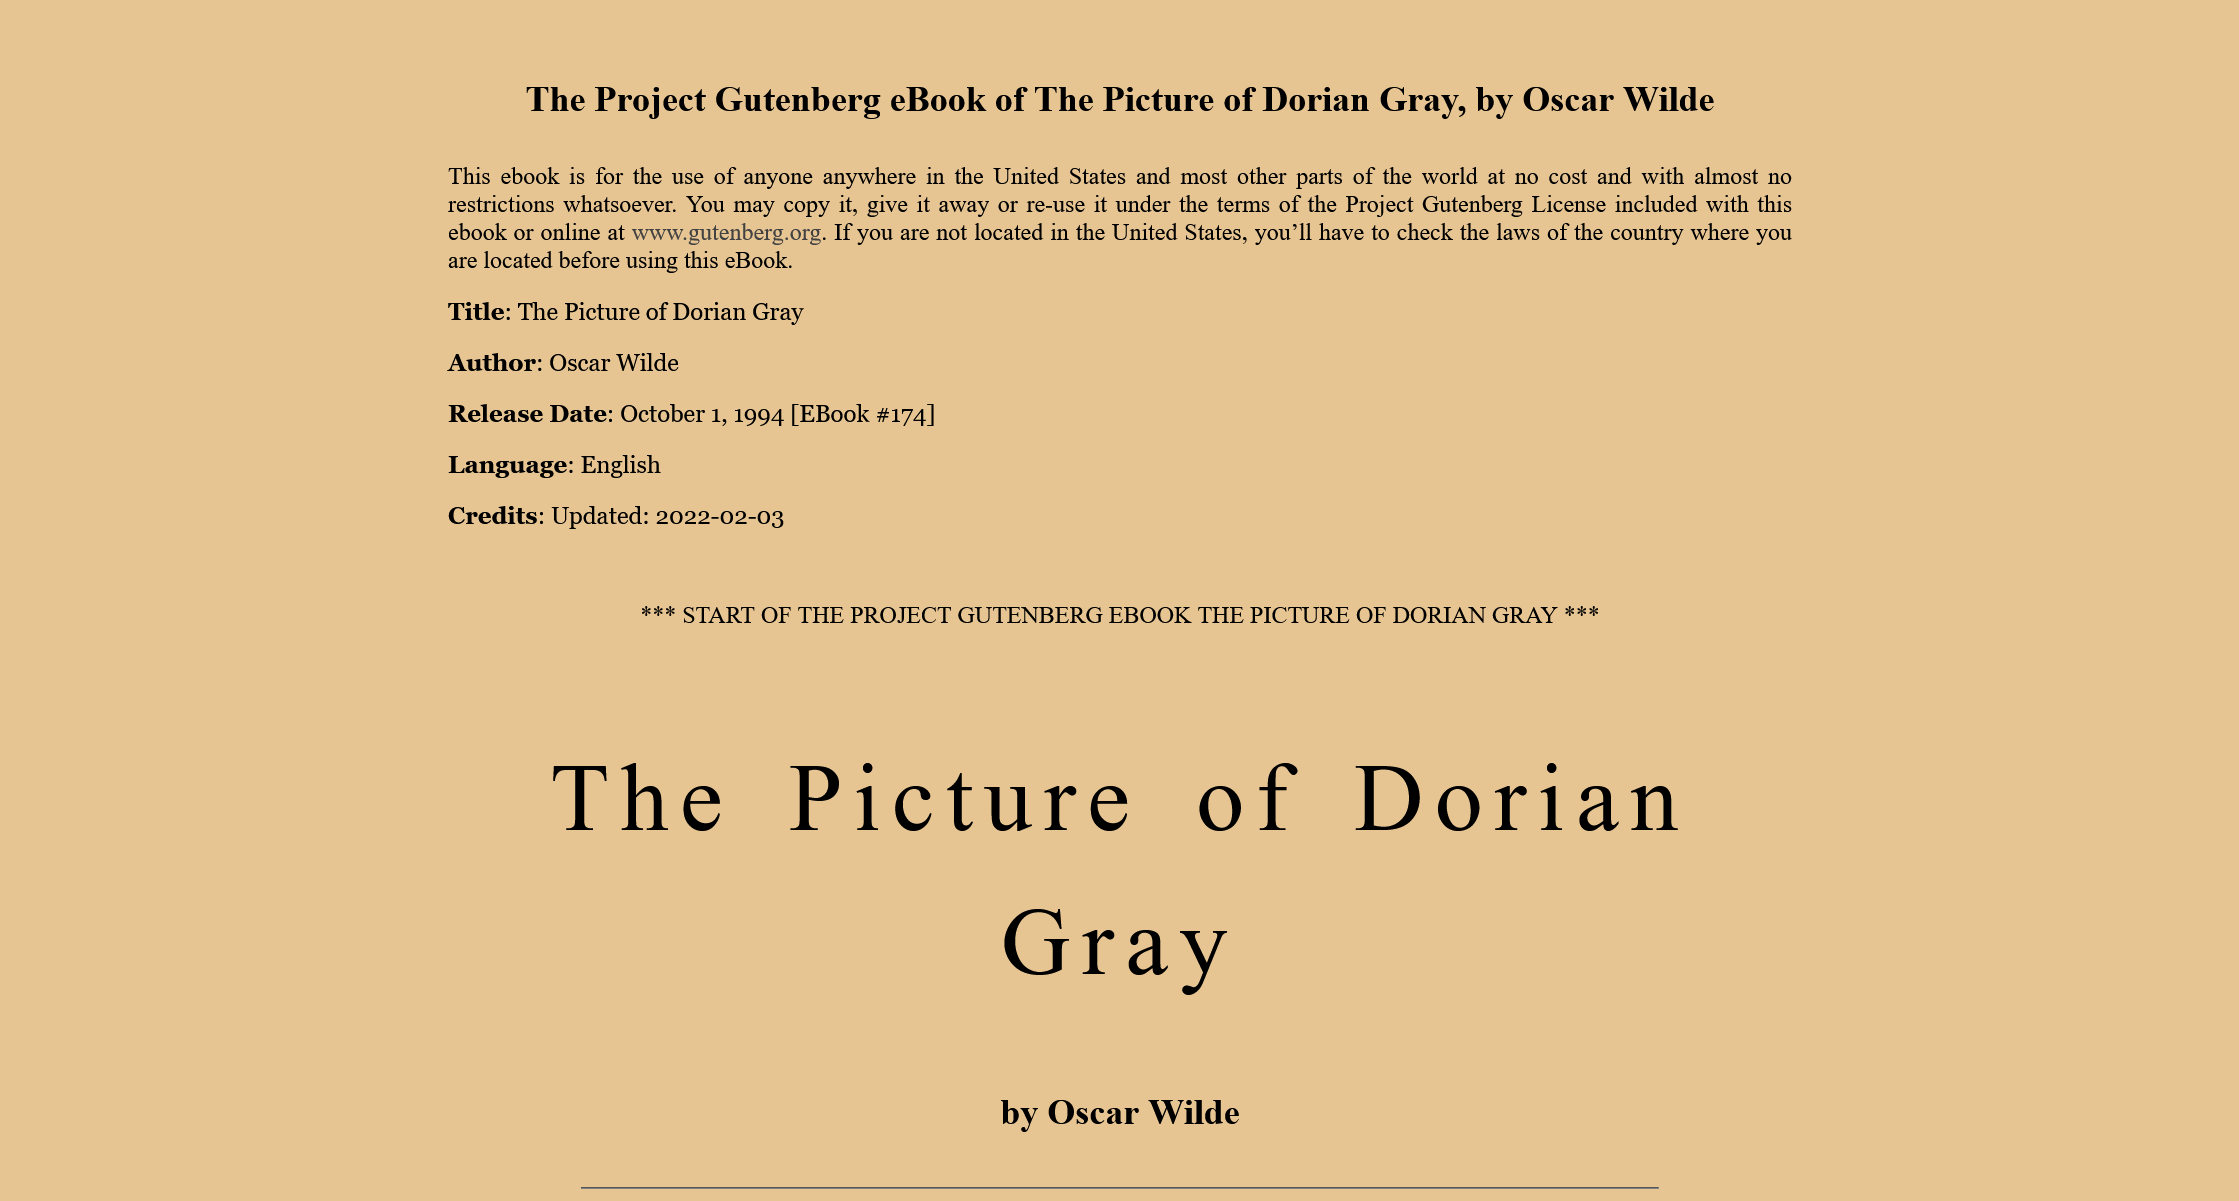 The Project Gutenberg eBook of The Picture of Dorian Gray, by Oscar Wilde
This ebook is for the use of anyone anywhere in the United States and most other parts of the world at no cost and with almost no
restrictions whatsoever. You may copy it, give it away or re-use it under the terms of the Project Gutenberg License included with this
ebook or online at www.gutenberg.org. If you are not located in the United States, you’ll have to check the laws of the country where you
are located before using this eBook.
Title: The Picture of Dorian Gray
Author: Oscar Wilde
Release Date: October 1, 1994 [EBook #174]
Language: English
Credits: Updated: 2022-02-03
*** START OF THE PROJECT GUTENBERG EBOOK THE PICTURE OF DORIAN GRAY ***
The Picture of Dorian
Gray
by Oscar Wilde